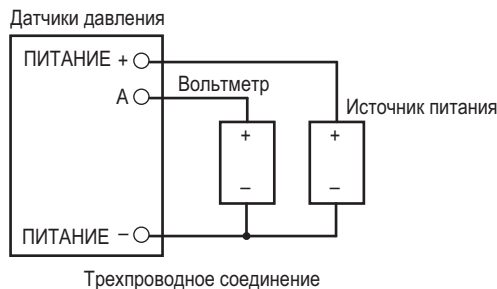 Датчики давления
ПИТАНИЕ +
Вольтметр
A
Источник питания
+ +
– –
ПИТАНИЕ –
Трехпроводное соединение